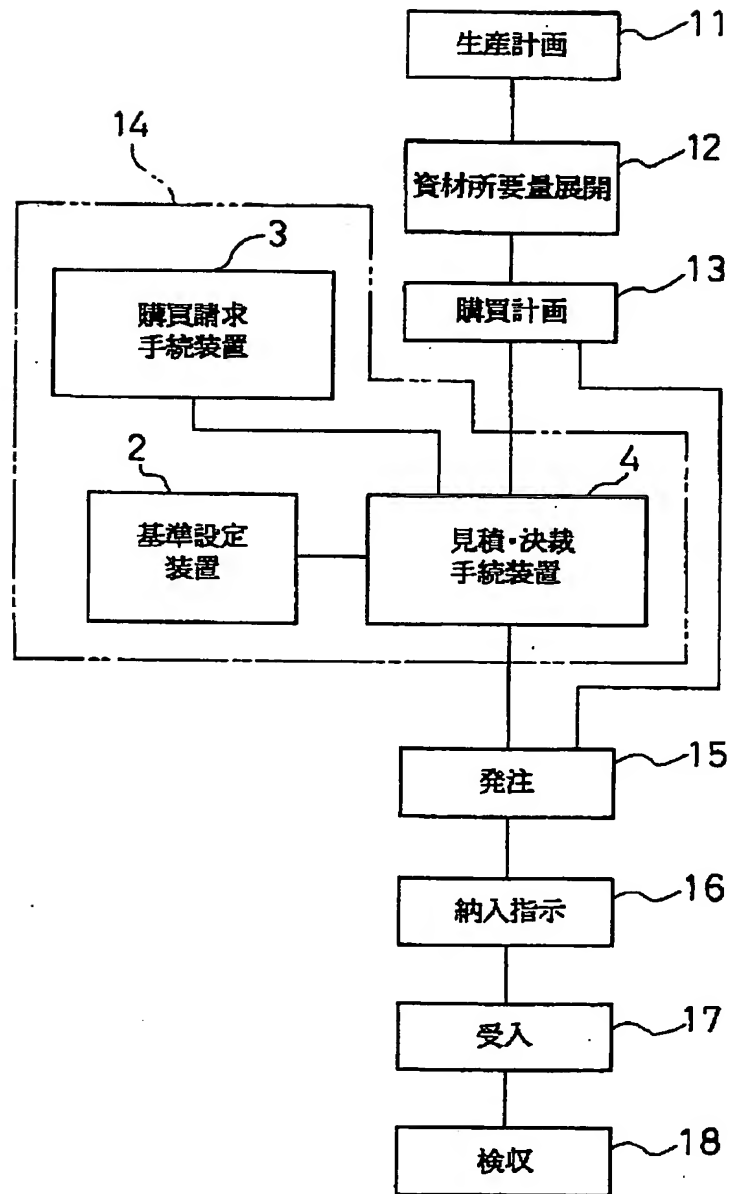 11
生産計画
14
12
資材所要量展開
3
13
購買請求
手続装置
購買計画
2
4
基準設定
装置
見積・決裁
手続装置
15
発注
16
納入指示
17
受入
18
検収